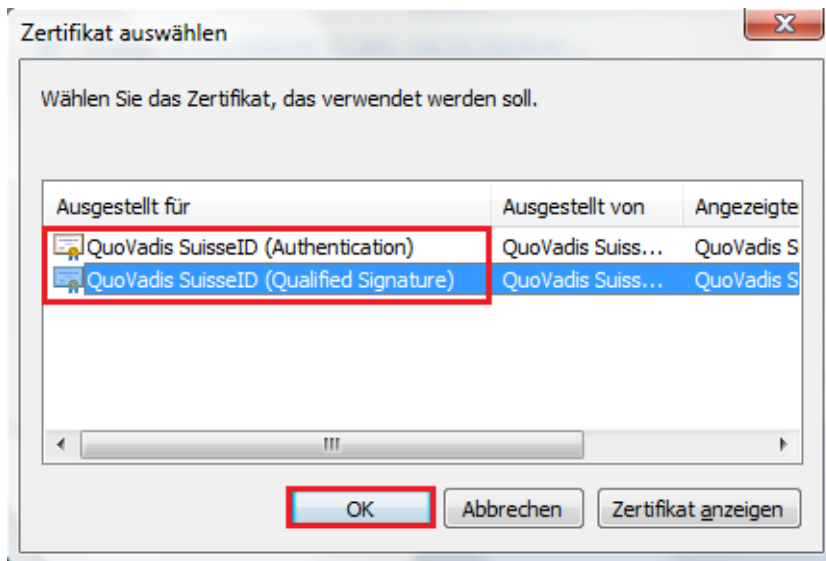 Zertifikat auswählen
Wählen Sie das Zertifikat, das verwendet werden soll.
Ausgestellt für Ausgestellt von Angezeigte
QuoVadis SuisseID (Authentication) QuoVadis Suiss... QuoVadis S
QuoVadis SuisseID (Qualified Signature) QuoVadis Suiss... QuoVadis S
OK Abbrechen Zertifikat anzeigen